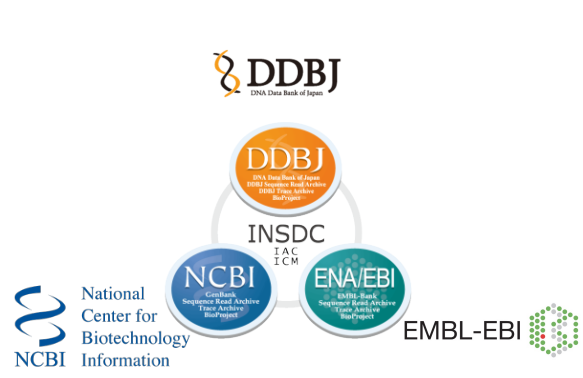 DDBJ
DNA Data Bank of Japan
DDBJ
DNA Data Bank of Japan
DDBJ Sequence Read Archive
DDBJ Trace Archive
BioProject
INSDC
IAC
ICM
NCBI
GenBank
Sequence Read Archive
Trace Archive
BioProject
ENA/EBI
EMBL-Bank
Sequence Read Archive
Trace Archive
BioProject
National
Center for
Biotechnology
Information
NCBI
EMBL-EBI